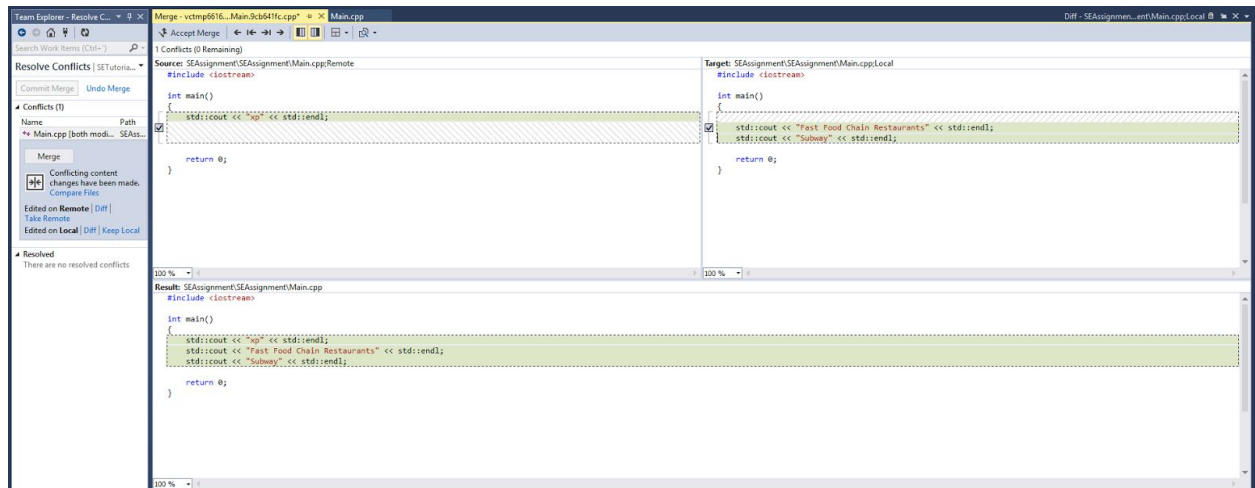 Team Explorer - Resolve C...
Merge - vctmp6616....Main.9cb641fc.cpp*
Main.cpp
Diff - SEAssignmen...ent\Main.cpp;Local
Accept Merge
Search Work Items (Ctrl+')
1 Conflicts (0 Remaining)
Resolve Conflicts | SETutoria...
Commit Merge Undo Merge
Conflicts (1)
Name Path
Main.cpp [both modi... SEAss...
Merge
Conflicting content
changes have been made.
Compare Files
Edited on Remote | Diff |
Take Remote
Edited on Local | Diff | Keep Local
Resolved
There are no resolved conflicts
Source: SEAssignment\SEAssignment\Main.cpp;Remote
#include <iostream>
int main()
{
std::cout << "xp" << std::endl;
return 0;
}
100 %
Target: SEAssignment\SEAssignment\Main.cpp;Local
#include <iostream>
int main()
{
std::cout << "Fast Food Chain Restaurants" << std::endl;
std::cout << "Subway" << std::endl;
return 0;
}
100 %
Result: SEAssignment\SEAssignment\Main.cpp
#include <iostream>
int main()
{
std::cout << "xp" << std::endl;
std::cout << "Fast Food Chain Restaurants" << std::endl;
std::cout << "Subway" << std::endl;
return 0;
}
100 %